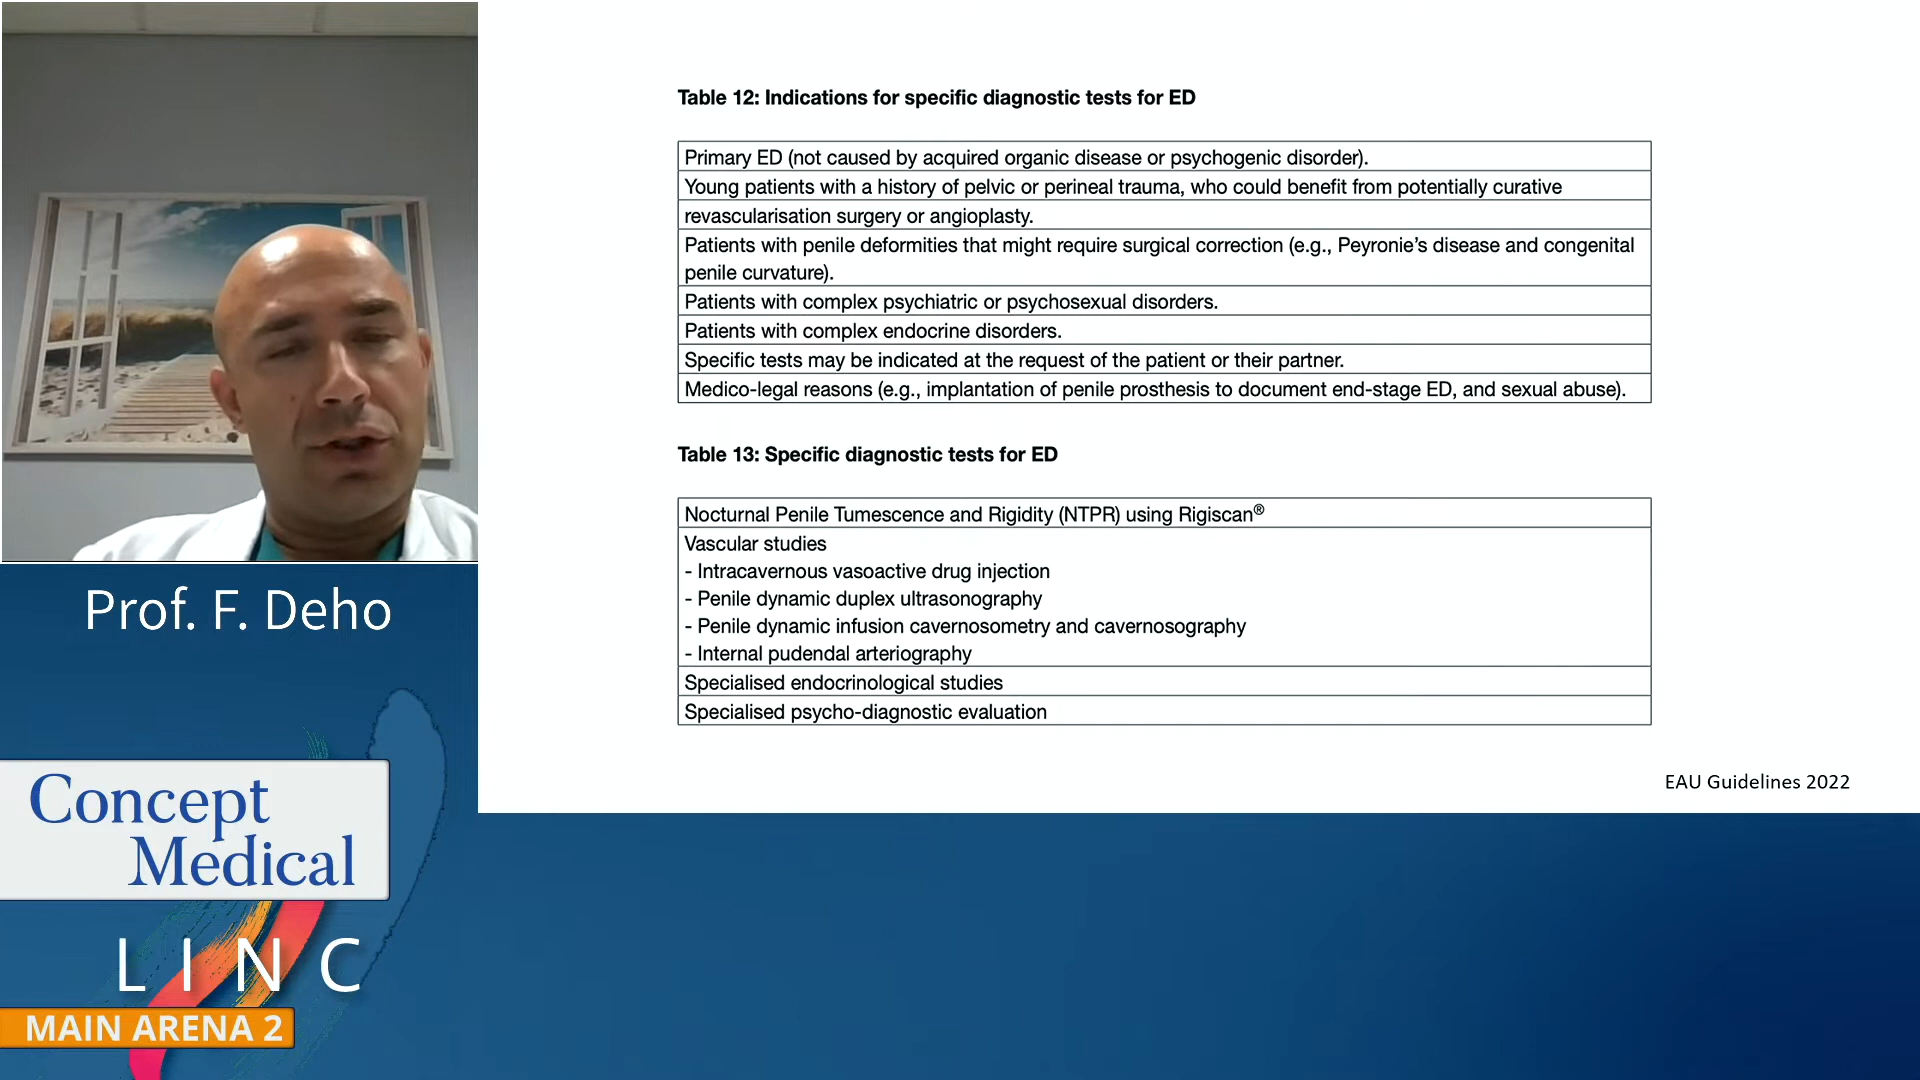 Table 12: Indications for specific diagnostic tests for ED
Primary ED (not caused by acquired organic disease or psychogenic disorder).
Young patients with a history of pelvic or perineal trauma, who could benefit from potentially curative
revascularisation surgery or angioplasty.
Patients with penile deformities that might require surgical correction (e.g., Peyronie’s disease and congenital
penile curvature).
Patients with complex psychiatric or psychosexual disorders.
Patients with complex endocrine disorders.
Specific tests may be indicated at the request of the patient or their partner.
Medico-legal reasons (e.g., implantation of penile prosthesis to document end-stage ED, and sexual abuse).
Table 13: Specific diagnostic tests for ED
Nocturnal Penile Tumescence and Rigidity (NTPR) using Rigiscan®
Vascular studies
- Intracavernous vasoactive drug injection
- Penile dynamic duplex ultrasonography
- Penile dynamic infusion cavernosometry and cavernosography
- Internal pudendal arteriography
Specialised endocrinological studies
Specialised psycho-diagnostic evaluation
EAU Guidelines 2022
Prof. F. Deho
Concept
Medical
LINC
MAIN ARENA 2